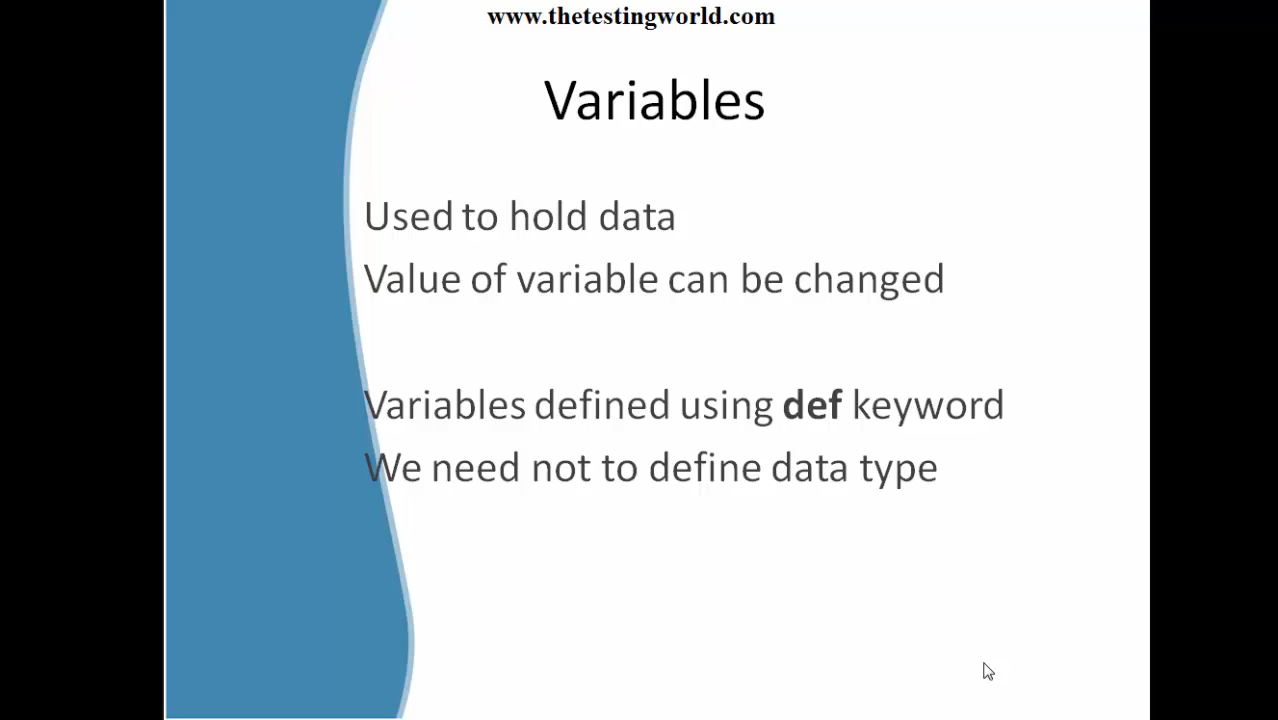 www.thetestingworld.com
Variables
Used to hold data
Value of variable can be changed
Variables defined using def keyword
We need not to define data type